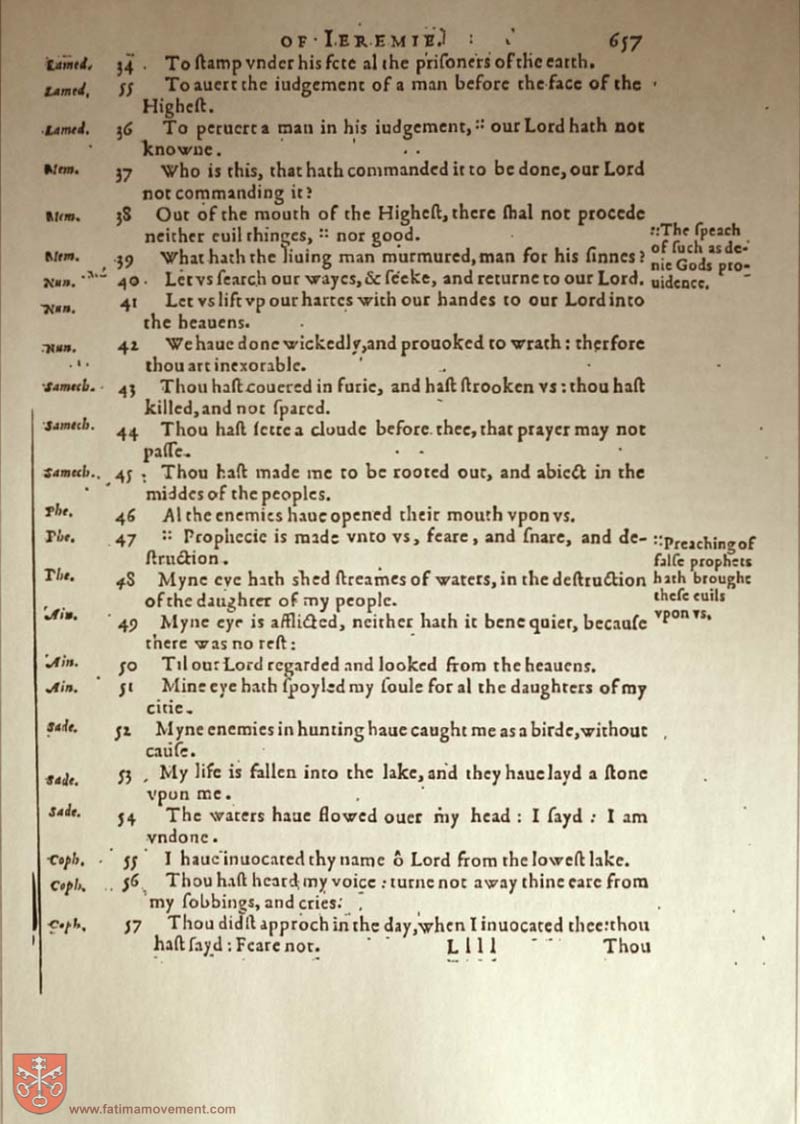 OF IEREMIE. 657
Lamed. 34 To ſtamp vnder his fete al the priſoners of the earth.
Lamed, 55 To auert the iudgement of a man before the face of the
Higheſt.
Lamed. 36 To peruert a man in his iudgement, :: our Lord hath not
knowne.
Mem. 37 Who is this, that hath commanded it to be done, our Lord
not commanding it?
Mem. 38 Out of the mouth of the Higheſt, there ſhal not procede
neither euil thinges, :: nor good.
::The ſpeach
of ſuch as de-
nie Gods pro-
uidence.
Mem. 39 What hath the liuing man murmured, man for his ſinnes?
Nun. 40. Let vs ſearch our wayes, & ſeeke, and returne to our Lord.
Nun. 41 Let vs lift vp our hartes with our handes to our Lord into
the heauens.
Nun. 42 We haue done wickedly, and prouoked to wrath: therfore
thou art inexorable.
Samech. 43 Thou haſt couered in furie, and haſt ſtrooken vs: thou haſt
killed, and not ſpared.
Samech. 44 Thou haſt ſette a cloude before thee, that prayer may not
paſſe.
Samech. 45 Thou haſt made me to be rooted out, and abiect in the
middes of the peoples.
Phe. 46 Al the enemies haue opened their mouth vpon vs.
Phe. 47 :: Prophecie is made vnto vs, feare, and ſnare, and de-
ſtruction.
::Preaching of
falſe prophets
hath brought
theſe euils
vpon vs.
Phe. 48 Myne eye hath shed ſtreames of waters, in the deſtruction
of the daughter of my people.
Ain. 49 Myne eye is afflicted, neither hath it bene quiet, becauſe
there was no reſt:
Ain. 50 Til our Lord regarded and looked from the heauens.
Ain. 51 Mine eye hath ſpoyled my ſoule for al the daughters of my
citie.
Sade. 52 Myne enemies in hunting haue caught me as a birde, without
cauſe.
Sade. 53 My life is fallen into the lake, and they haue layd a ſtone
vpon me.
Sade. 54 The waters haue flowed ouer my head: I ſayd: I am
vndone.
Coph. 55 I haue inuocated thy name ô Lord from the loweſt lake.
Coph. 56 Thou haſt heard my voice: turne not away thine eare from
my ſobbings, and cries.
Coph. 57 Thou didſt approch in the day, when I inuocated thee: thou
haſt ſayd: Feare not. L l l l Thou
www.fatimamovement.com